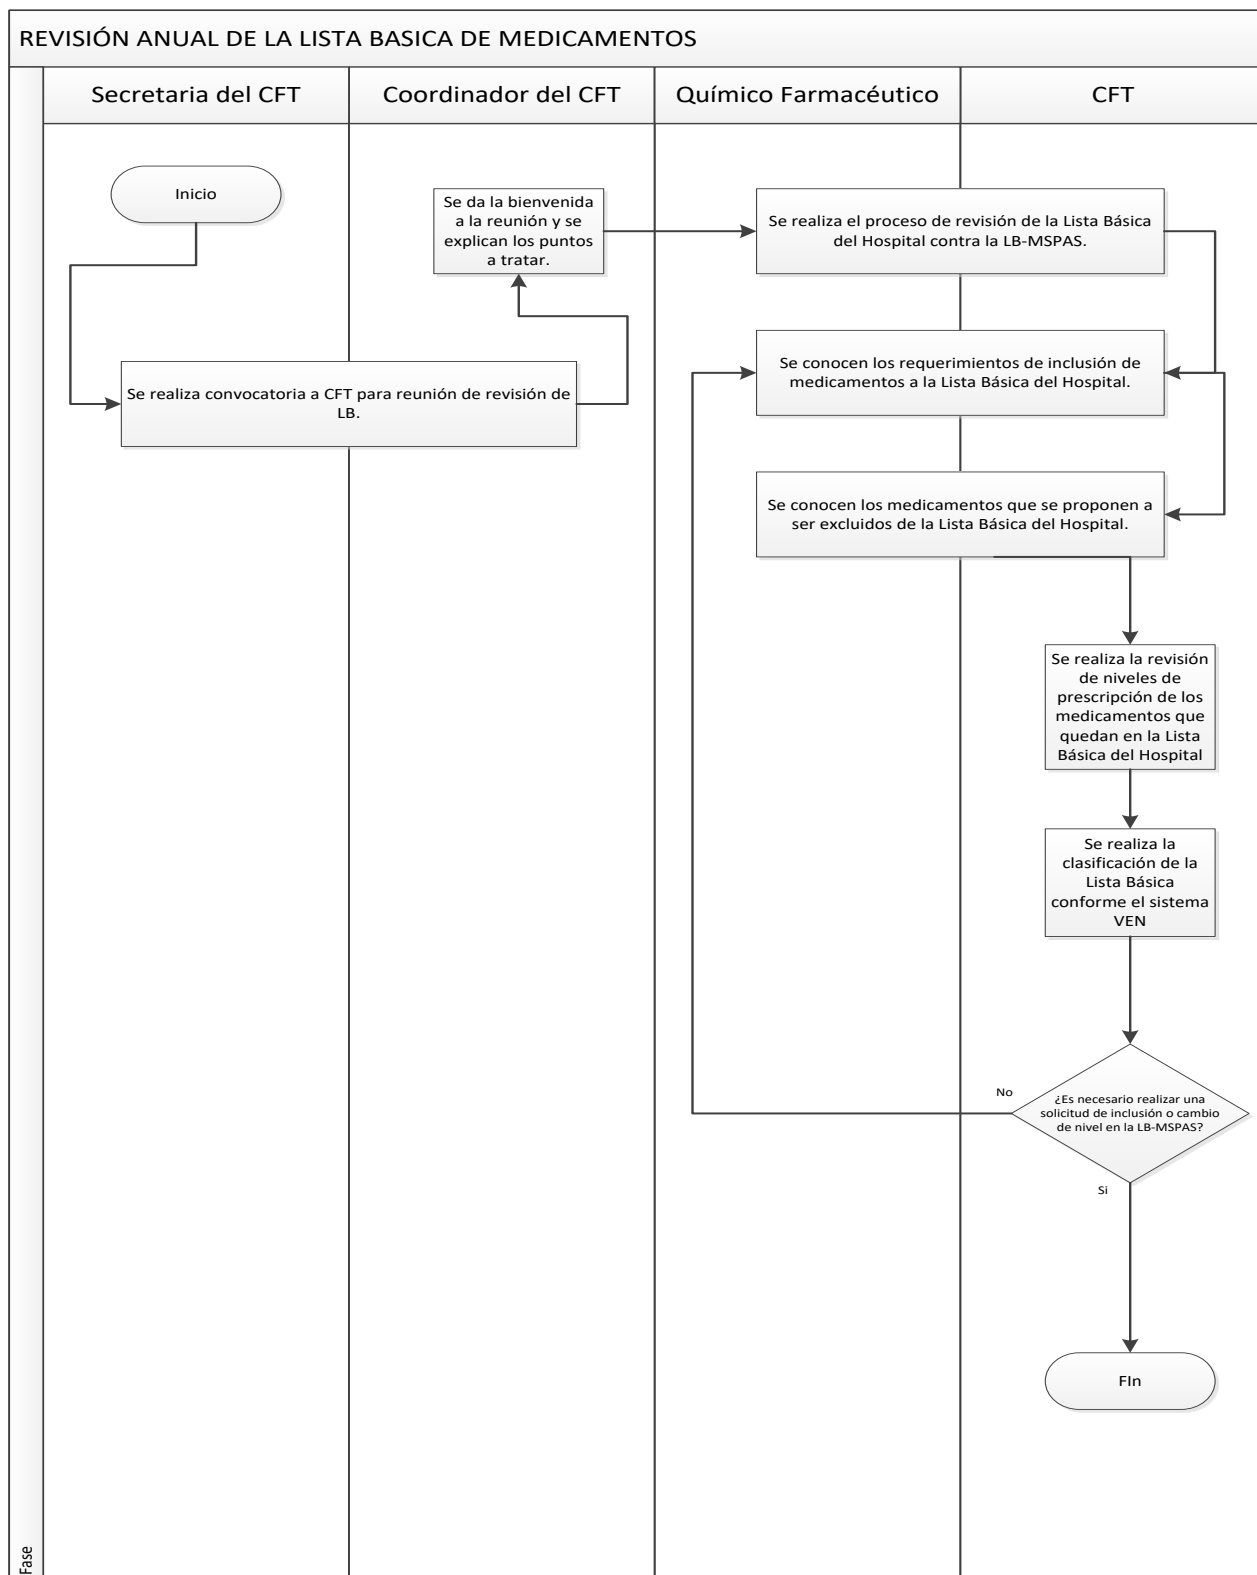 REVISIÓN ANUAL DE LA LISTA BASICA DE MEDICAMENTOS
Secretaria del CFT
Coordinador del CFT
Químico Farmacéutico
CFT
Inicio
Se da la bienvenida
a la reunión y se
explican los puntos
a tratar.
Se realiza el proceso de revisión de la Lista Básica
del Hospital contra la LB-MSPAS.
Se realiza convocatoria a CFT para reunión de revisión de
LB.
Se conocen los requerimientos de inclusión de
medicamentos a la Lista Básica del Hospital.
Se conocen los medicamentos que se proponen a
ser excluidos de la Lista Básica del Hospital.
Se realiza la revisión
de niveles de
prescripción de los
medicamentos que
quedan en la Lista
Básica del Hospital
Se realiza la
clasificación de la
Lista Básica
conforme el sistema
VEN
No
¿Es necesario realizar una
solicitud de inclusión o cambio
de nivel en la LB-MSPAS?
Si
FIn
Fase